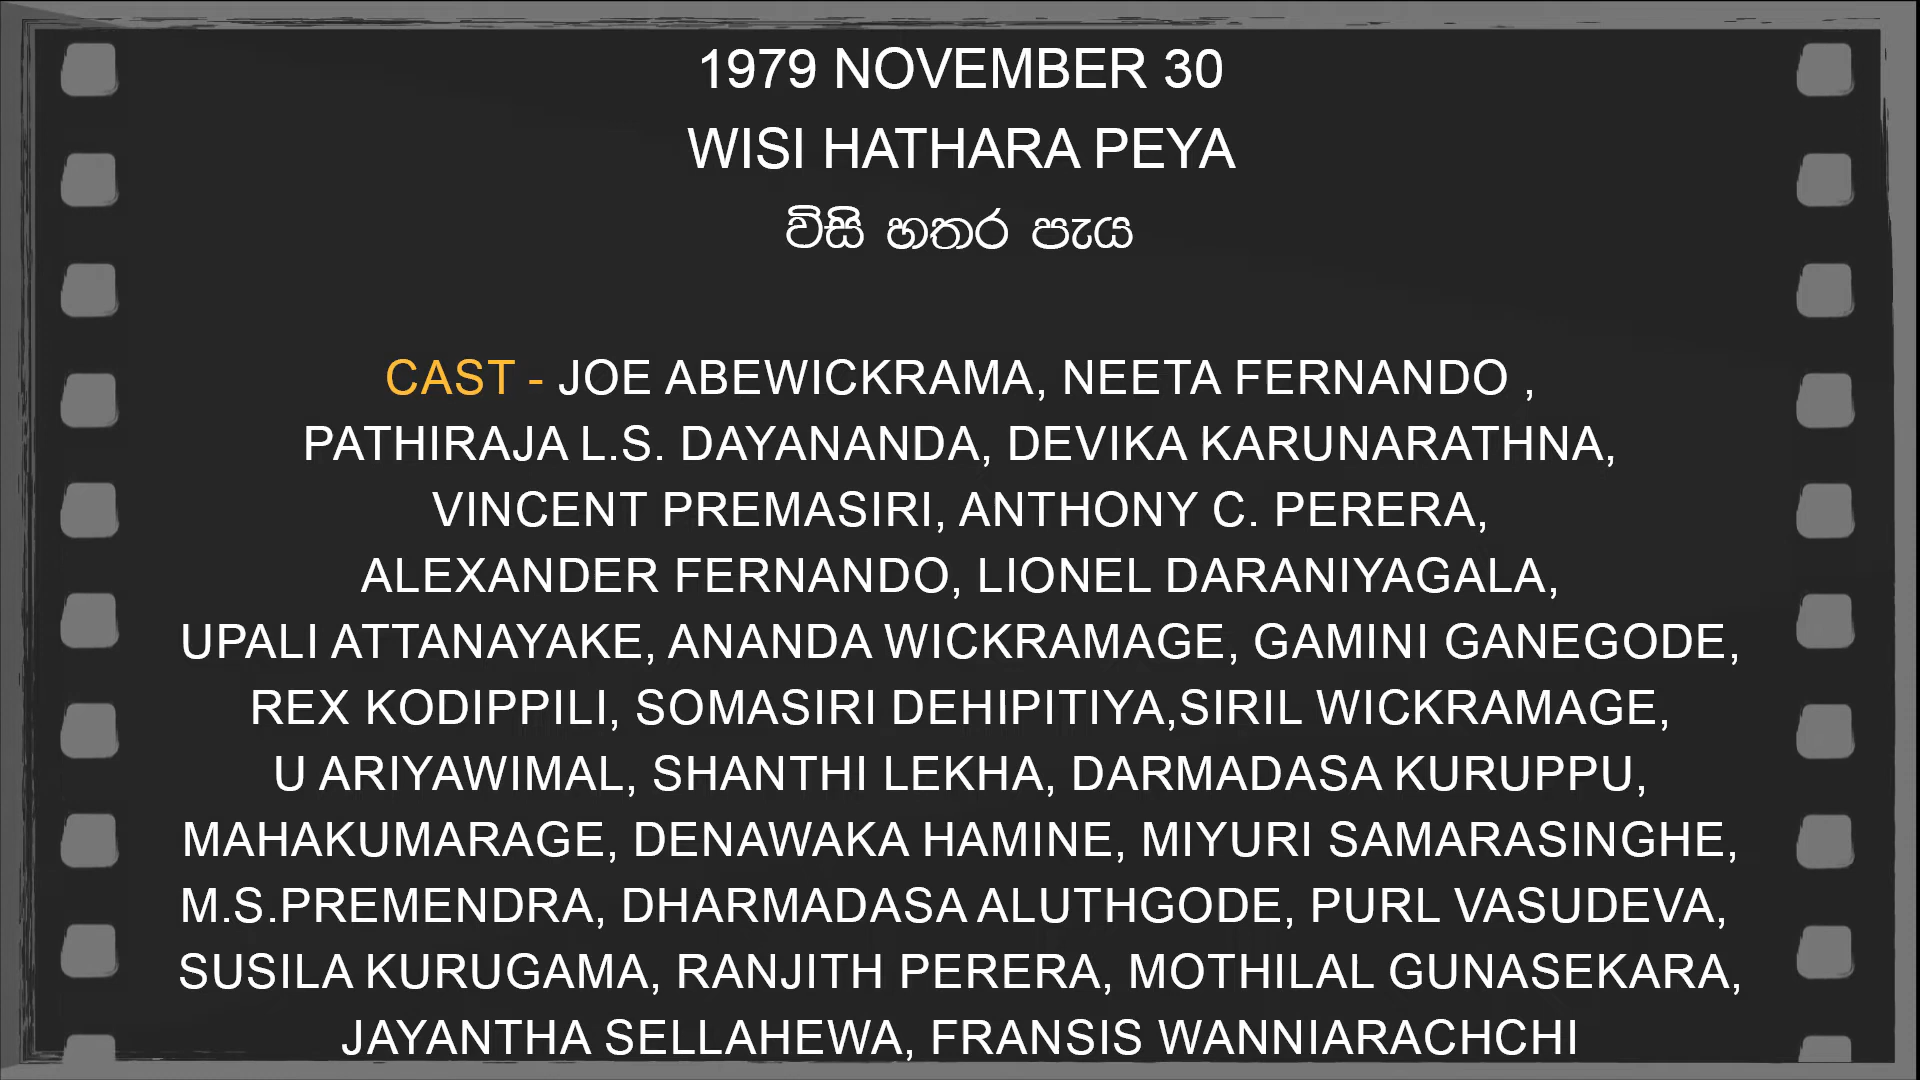 1979 NOVEMBER 30
WISI HATHARA PEYA
විසි හතර පැය
CAST - JOE ABEWICKRAMA, NEETA FERNANDO ,
PATHIRAJA L.S. DAYANANDA, DEVIKA KARUNARATHNA,
VINCENT PREMASIRI, ANTHONY C. PERERA,
ALEXANDER FERNANDO, LIONEL DARANIYAGALA,
UPALI ATTANAYAKE, ANANDA WICKRAMAGE, GAMINI GANEGODE,
REX KODIPPILI, SOMASIRI DEHIPITIYA,SIRIL WICKRAMAGE,
U ARIYAWIMAL, SHANTHI LEKHA, DARMADASA KURUPPU,
MAHAKUMARAGE, DENAWAKA HAMINE, MIYURI SAMARASINGHE,
M.S.PREMENDRA, DHARMADASA ALUTHGODE, PURL VASUDEVA,
SUSILA KURUGAMA, RANJITH PERERA, MOTHILAL GUNASEKARA,
JAYANTHA SELLAHEWA, FRANSIS WANNIARACHCHI